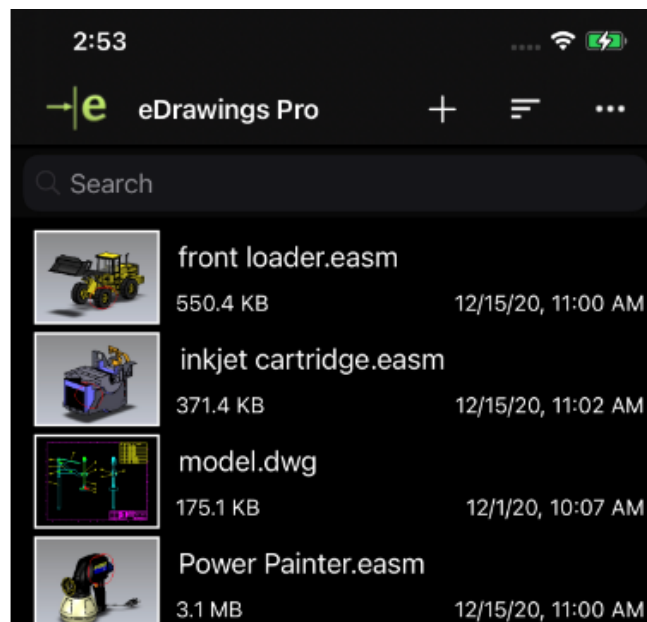 2:53
e eDrawings Pro
Search
front loader.easm
550.4 KB 12/15/20, 11:00 AM
inkjet cartridge.easm
371.4 KB 12/15/20, 11:02 AM
model.dwg
175.1 KB 12/1/20, 10:07 AM
Power Painter.easm
3.1 MB 12/15/20, 11:00 AM